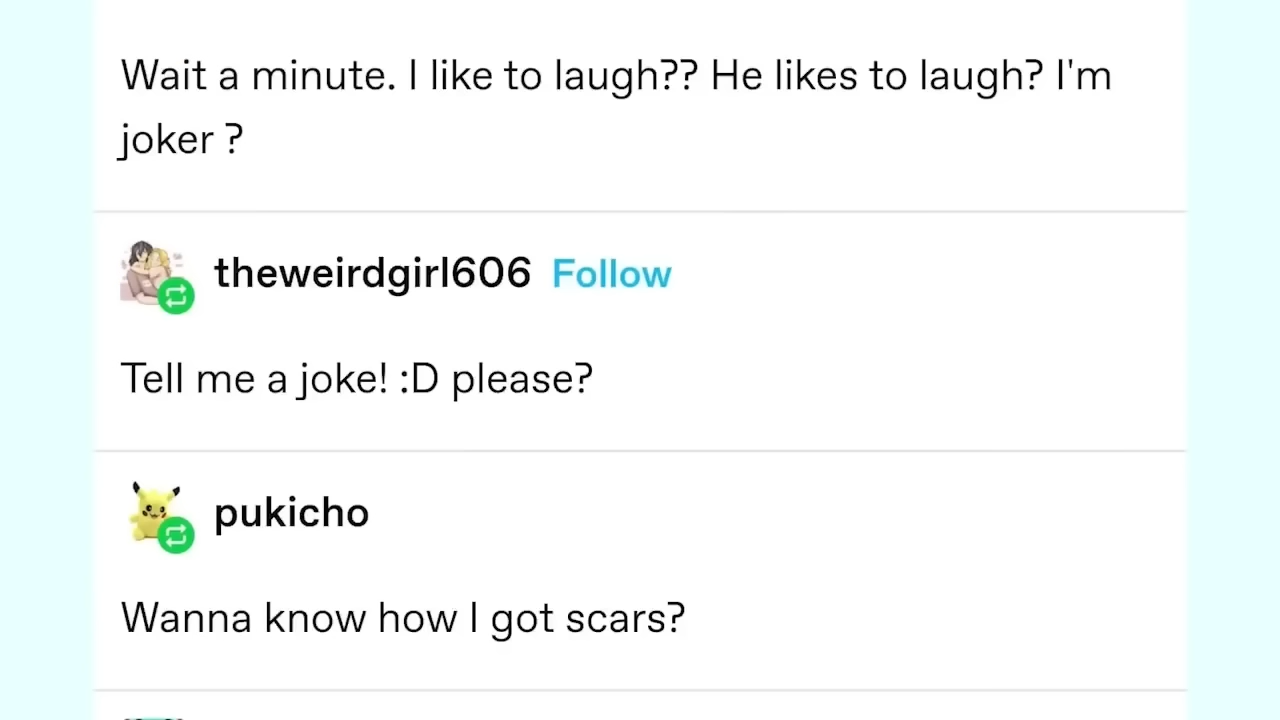 Wait a minute. I like to laugh?? He likes to laugh? I'm
joker ?
theweirdgirl606 Follow
Tell me a joke! :D please?
pukicho
Wanna know how I got scars?